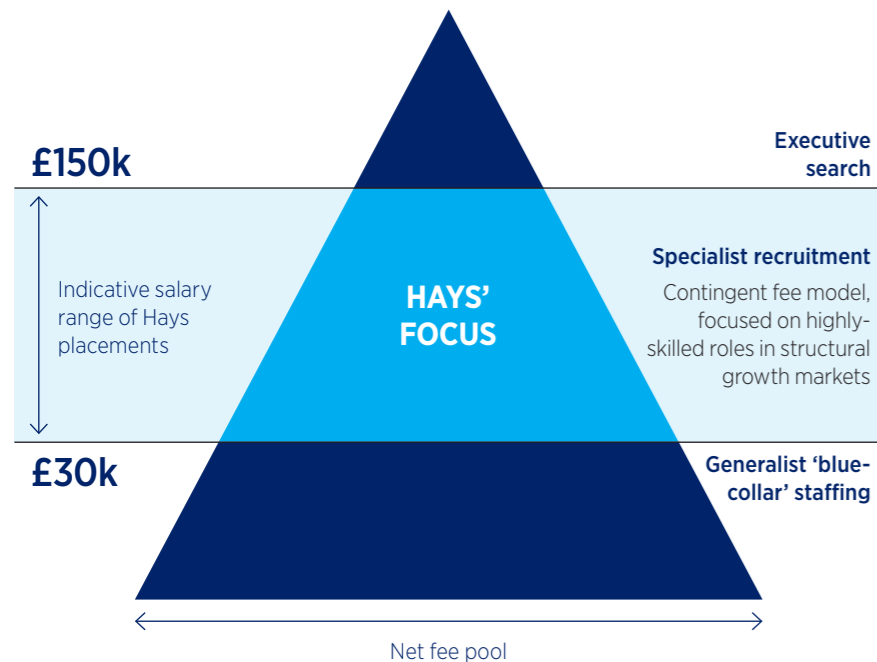 £150k
Executive
search
Indicative salary
range of Hays
placements
HAYS’
FOCUS
Specialist recruitment
Contingent fee model,
focused on highly-
skilled roles in structural
growth markets
£30k
Generalist ‘blue-
collar’ staffing
Net fee pool